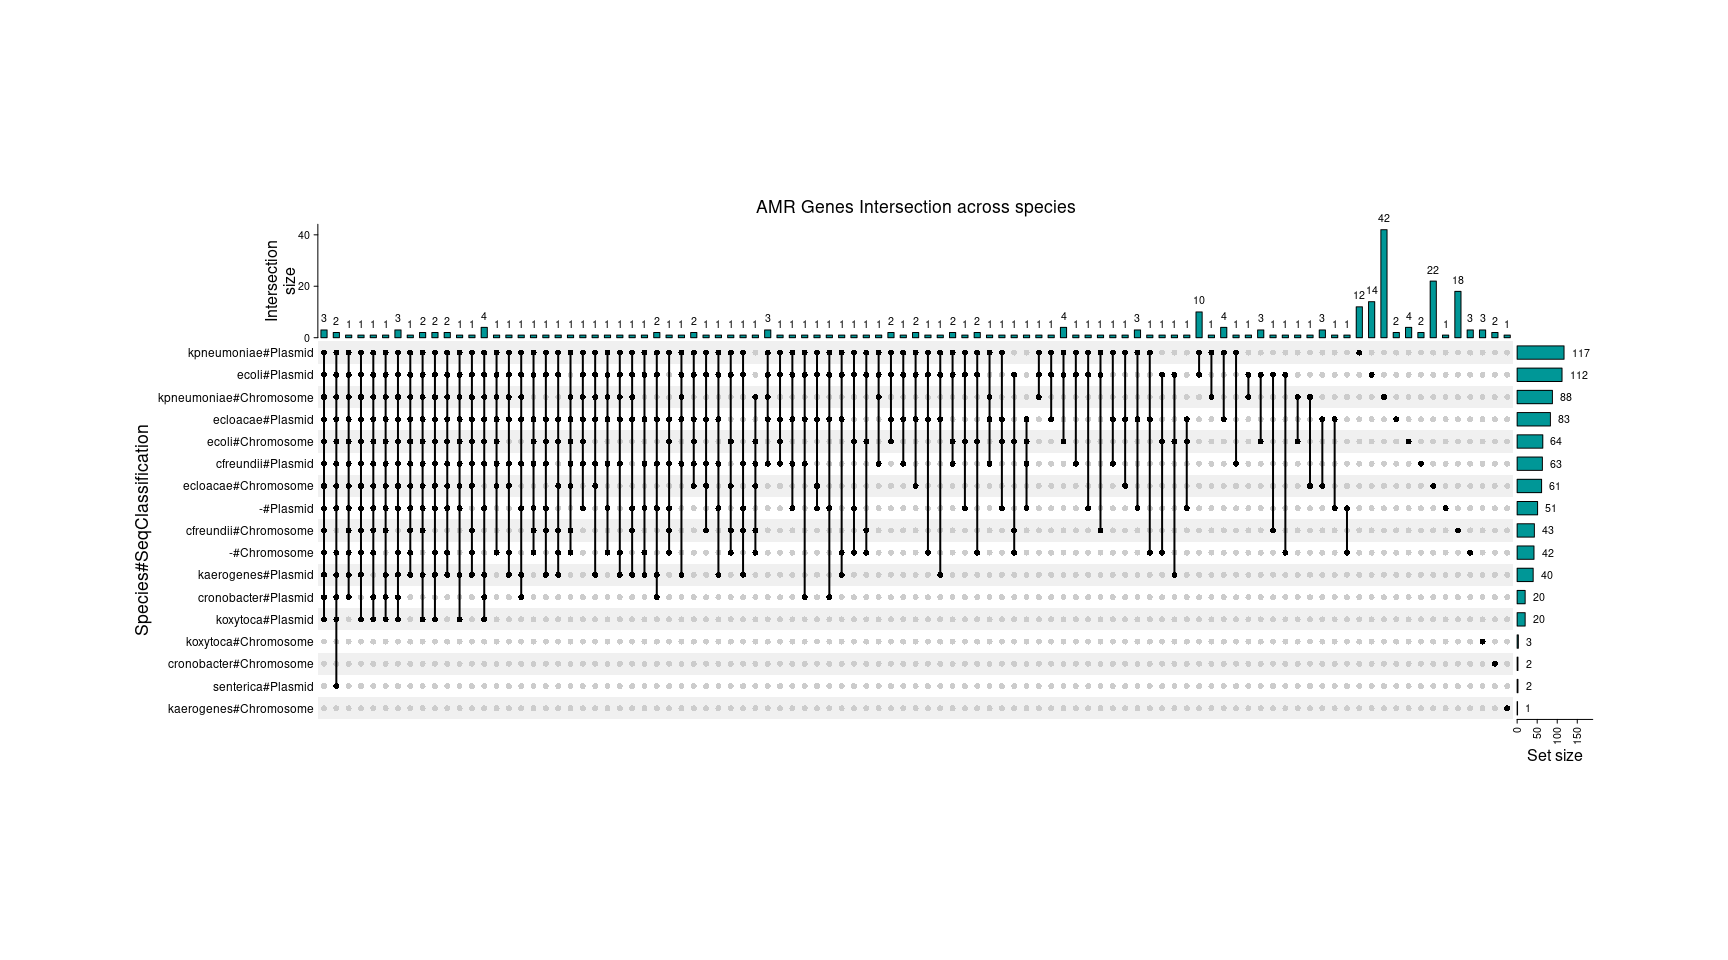 AMR Genes Intersection across species
Intersection
size
40
20
0
3 2 1 1 1 1 3 1 2 2 2 1 1 4 1 1 1 1 1 1 1 1 1 1 1 1 1 2 1 1 2 1 1 1 1 1 3 1 1 1 1 1 1 1 1 1 2 1 2 1 1 2 1 2 1 1 1 1 1 1 4 1 1 1 1 1 3 1 1 1 1 10 1 4 1 1 3 1 1 1 1 3 1 1 12 14 42 2 4 2 22 1 18 3 3 2 1
Species#SeqClassification
kpneumoniae#Plasmid 117
ecoli#Plasmid 112
kpneumoniae#Chromosome 88
ecloacae#Plasmid 83
ecoli#Chromosome 64
cfreundii#Plasmid 63
ecloacae#Chromosome 61
-#Plasmid 51
cfreundii#Chromosome 43
-#Chromosome 42
kaerogenes#Plasmid 40
cronobacter#Plasmid 20
koxytoca#Plasmid 20
koxytoca#Chromosome 3
cronobacter#Chromosome 2
senterica#Plasmid 2
kaerogenes#Chromosome 1
0 50 100 150
Set size